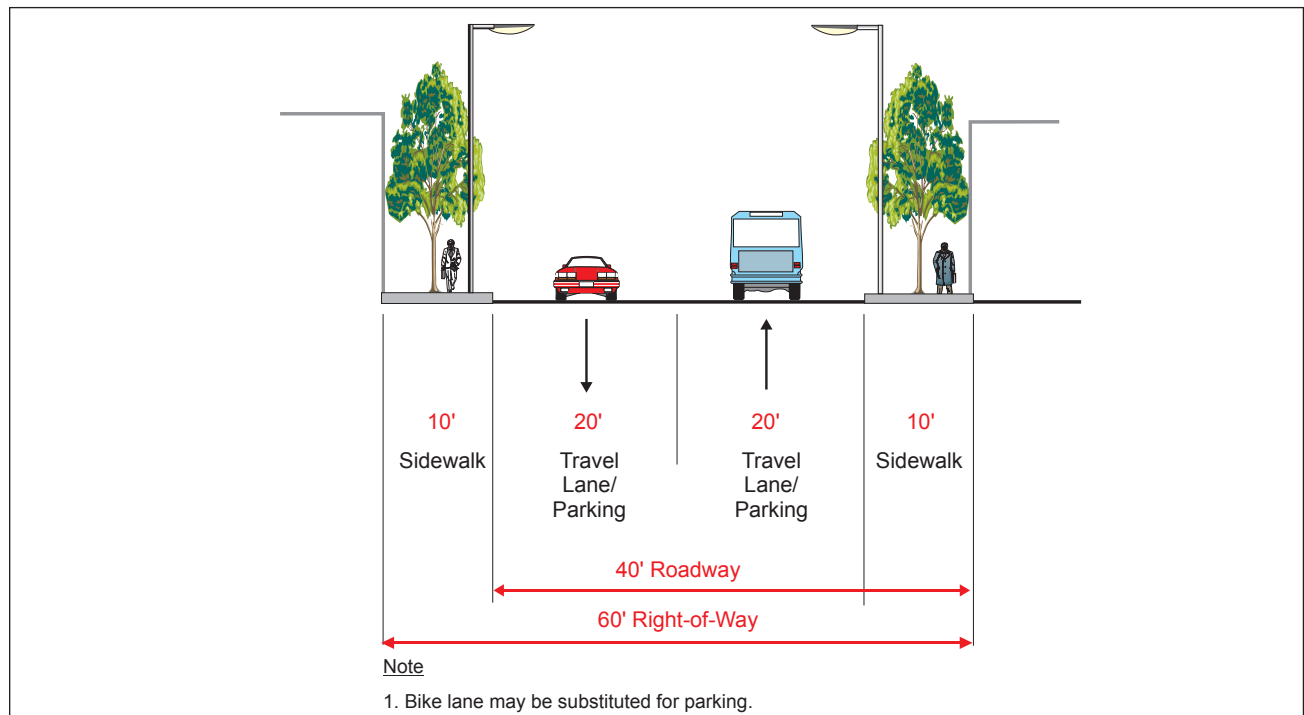 10'
20'
20'
10'
Sidewalk
Travel
Lane/
Parking
Travel
Lane/
Parking
Sidewalk
40' Roadway
60' Right-of-Way
Note
1. Bike lane may be substituted for parking.